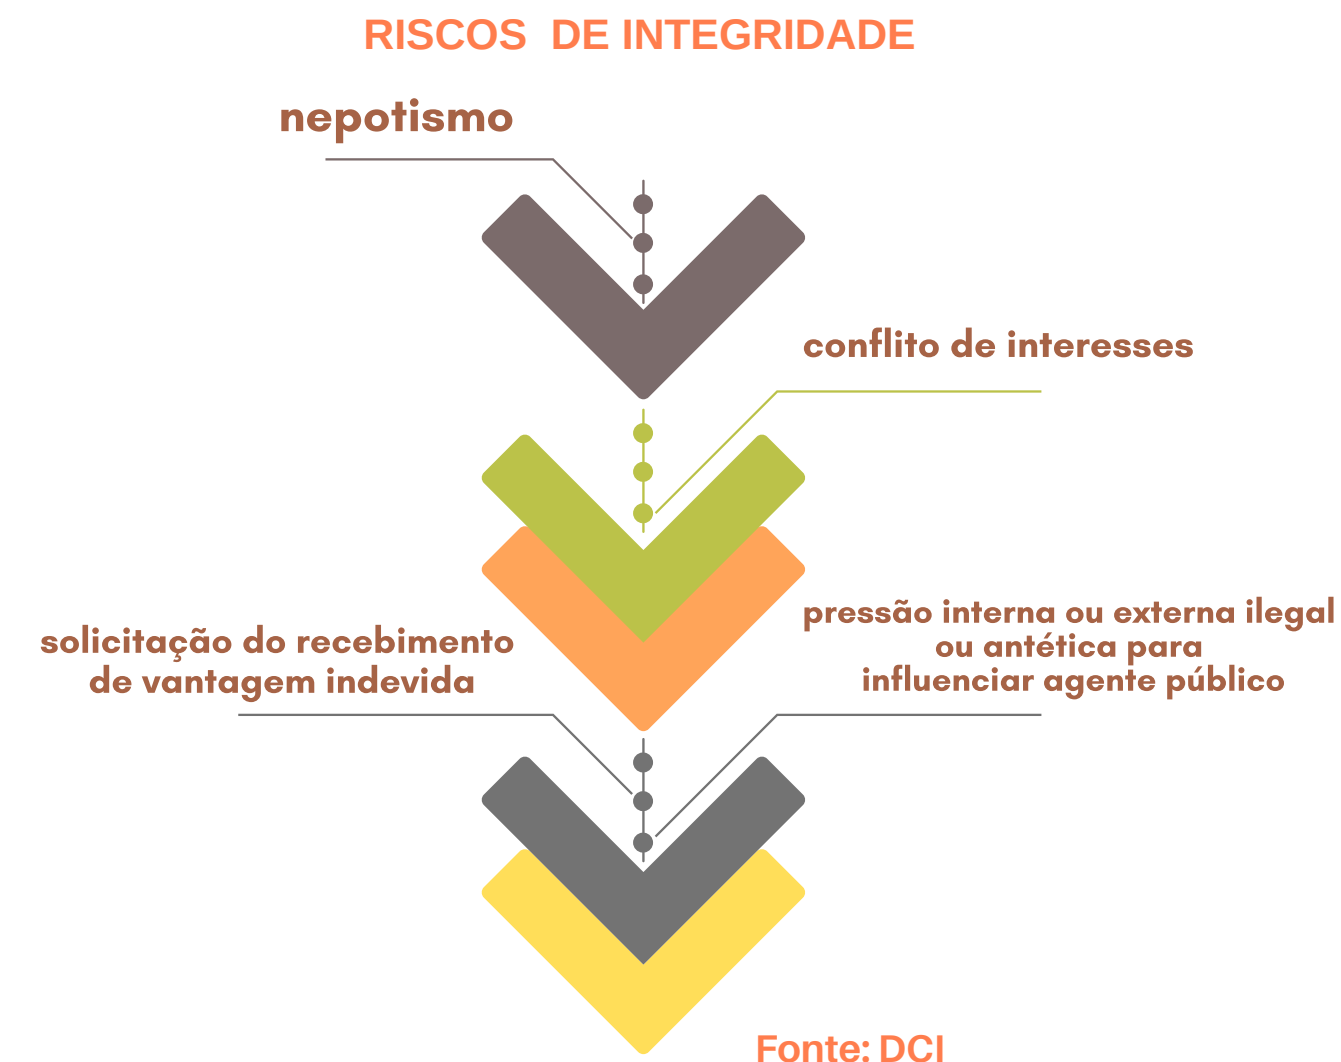 RISCOS DE INTEGRIDADE
nepotismo
conflito de interesses
solicitação do recebimento
de vantagem indevida
pressão interna ou externa ilegal
ou antética para
influenciar agente público
Fonte: DCI